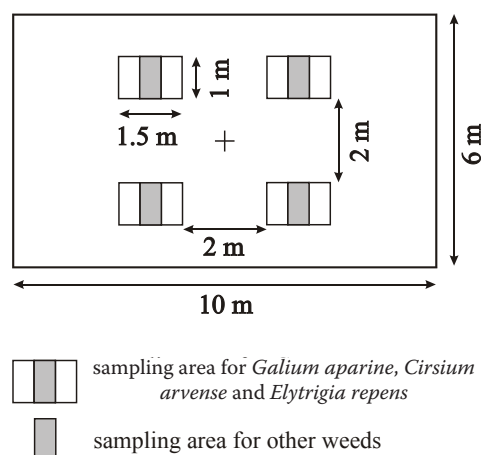 1 m
1.5 m
2 m
6 m
2 m
10 m
sampling area for Galium aparine, Cirsium
arvense and Elytrigia repens
sampling area for other weeds